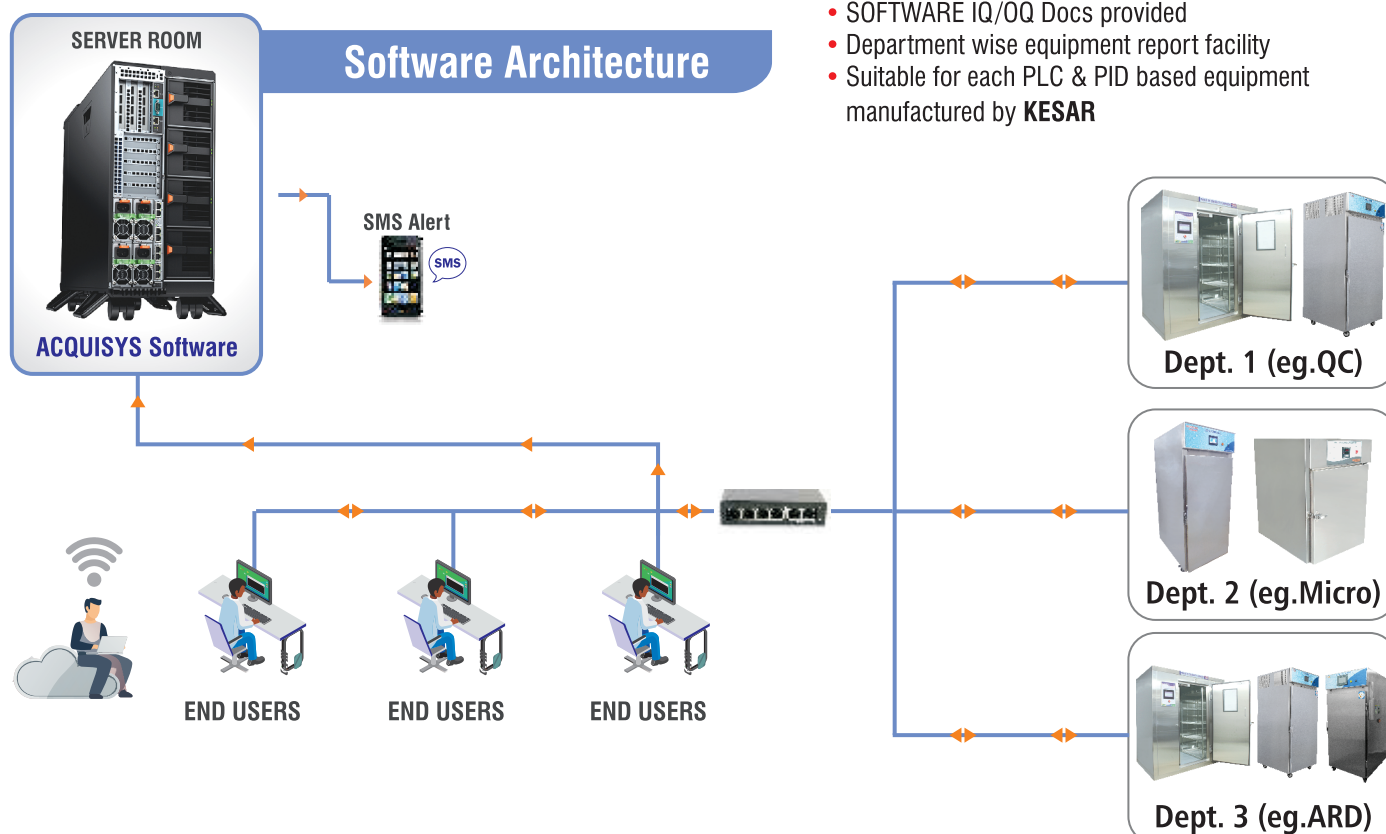 SERVER ROOM
ACQUISYS Software
Software Architecture
• SOFTWARE IQ/OQ Docs provided
• Department wise equipment report facility
• Suitable for each PLC & PID based equipment
manufactured by KESAR
SMS Alert
SMS
Dept. 1 (eg.QC)
Dept. 2 (eg.Micro)
Dept. 3 (eg.ARD)
END USERS
END USERS
END USERS